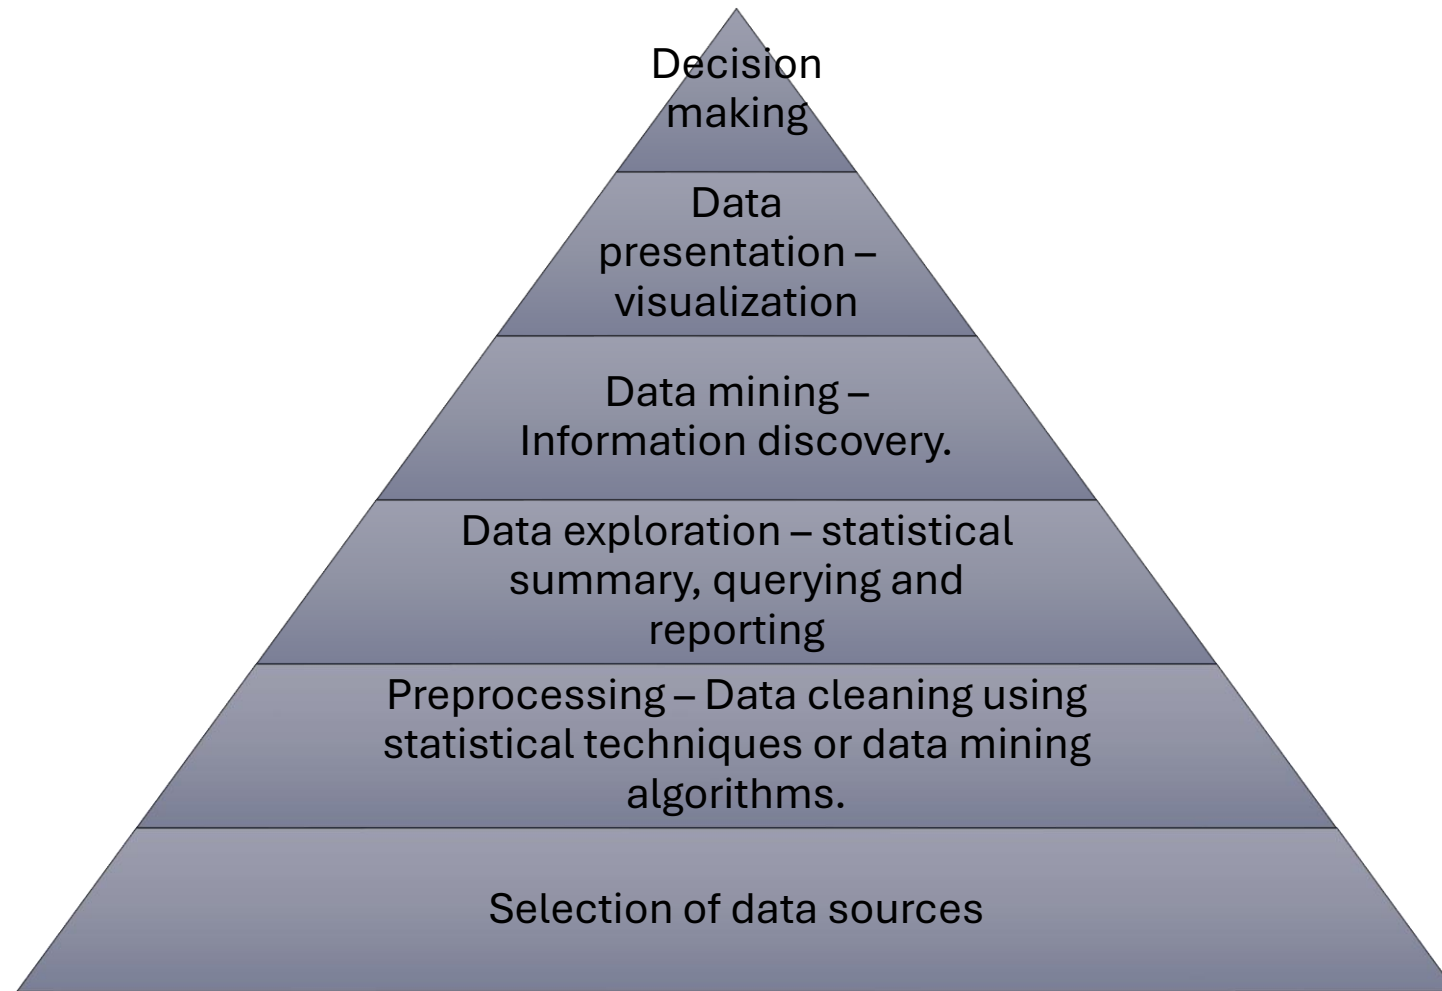 Decision
making
Data
presentation –
visualization
Data mining –
Information discovery.
Data exploration – statistical
summary, querying and
reporting
Preprocessing – Data cleaning using
statistical techniques or data mining
algorithms.
Selection of data sources